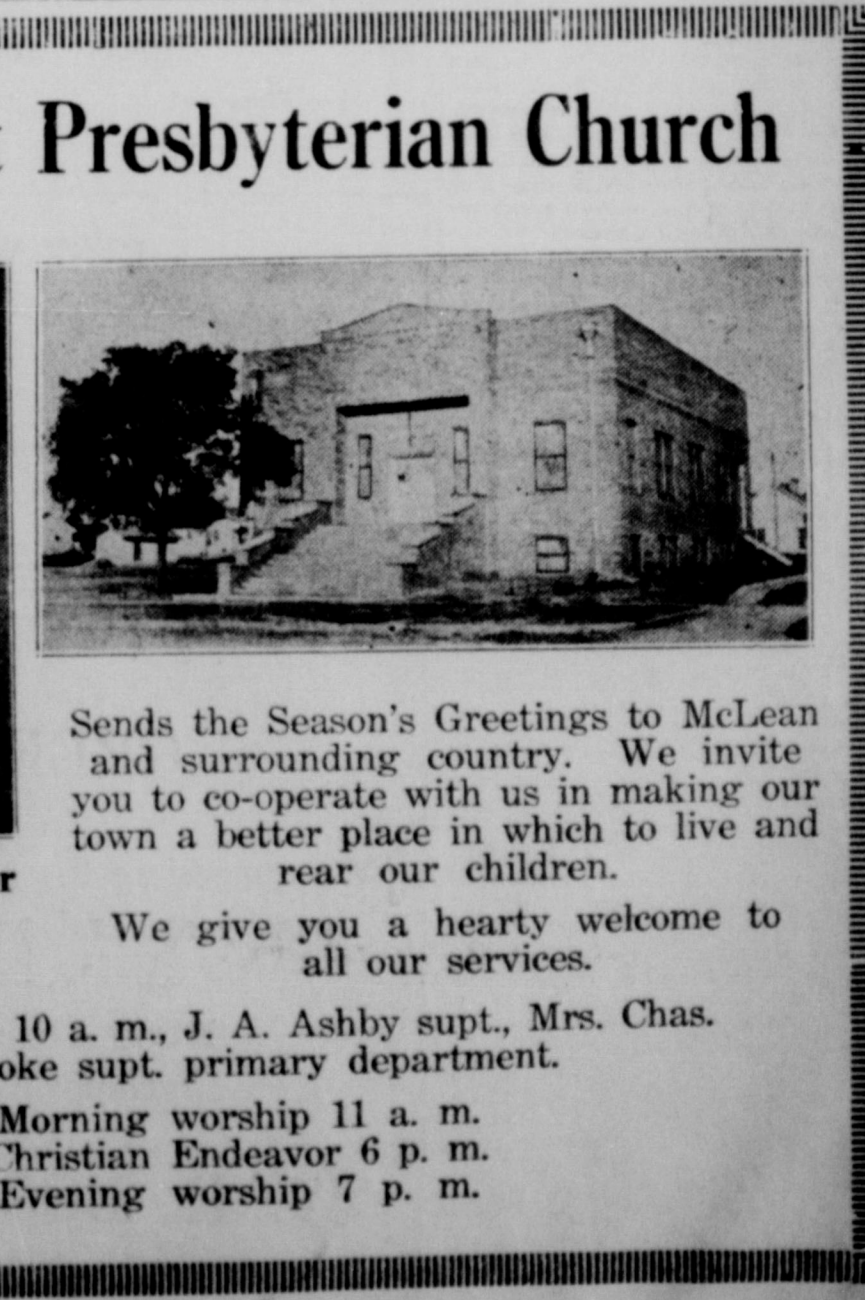 Presbyterian Church
Sends the Season's Greetings to McLean
and surrounding country. We invite
you to co-operate with us in making our
town a better place in which to live and
rear our children.
r
We give you a hearty welcome to
all our services.
10 a. m., J. A. Ashby supt., Mrs. Chas.
oke supt. primary department.
Morning worship 11 a. m.
Christian Endeavor 6 p. m.
Evening worship 7 p. m.